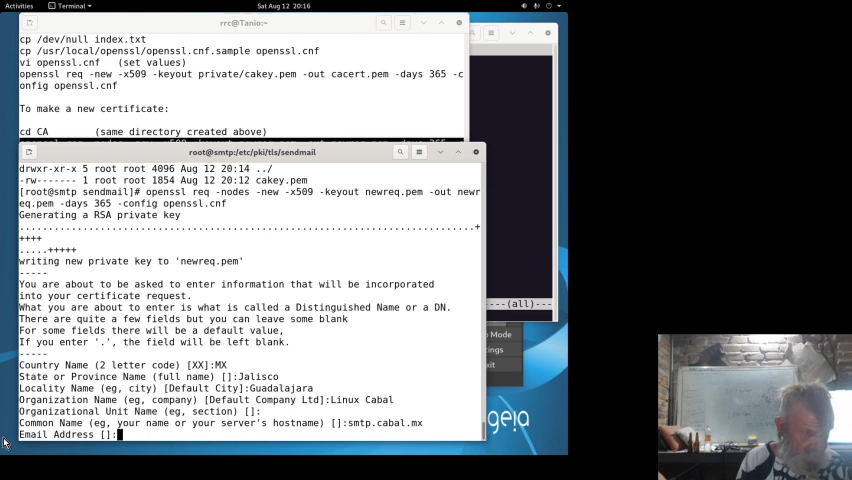 Activities Terminal Sat Aug 12 20:16
rrc@Tanio:~
cp /dev/null index.txt
cp /usr/local/openssl/openssl.cnf.sample openssl.cnf
vi openssl.cnf (set values)
openssl req -new -x509 -keyout private/cakey.pem -out cacert.pem -days 365 -c
onfig openssl.cnf
To make a new certificate:
cd CA (same directory created above)
root@smtp:/etc/pki/tls/sendmail
drwxr-xr-x 5 root root 4096 Aug 12 20:14 ../
-rw------- 1 root root 1854 Aug 12 20:12 cakey.pem
[root@smtp sendmail]# openssl req -nodes -new -x509 -keyout newreq.pem -out newr
eq.pem -days 365 -config openssl.cnf
Generating a RSA private key
...........................................................................+
++++
.....+++++
writing new private key to 'newreq.pem'
-----
You are about to be asked to enter information that will be incorporated
into your certificate request.
What you are about to enter is what is called a Distinguished Name or a DN.
There are quite a few fields but you can leave some blank
For some fields there will be a default value,
If you enter '.', the field will be left blank.
-----
Country Name (2 letter code) [XX]:MX
State or Province Name (full name) []:Jalisco
Locality Name (eg, city) [Default City]:Guadalajara
Organization Name (eg, company) [Default Company Ltd]:Linux Cabal
Organizational Unit Name (eg, section) []:
Common Name (eg, your name or your server's hostname) []:smtp.cabal.mx
Email Address []:
---(all)---
Mode
tings
xit
geia